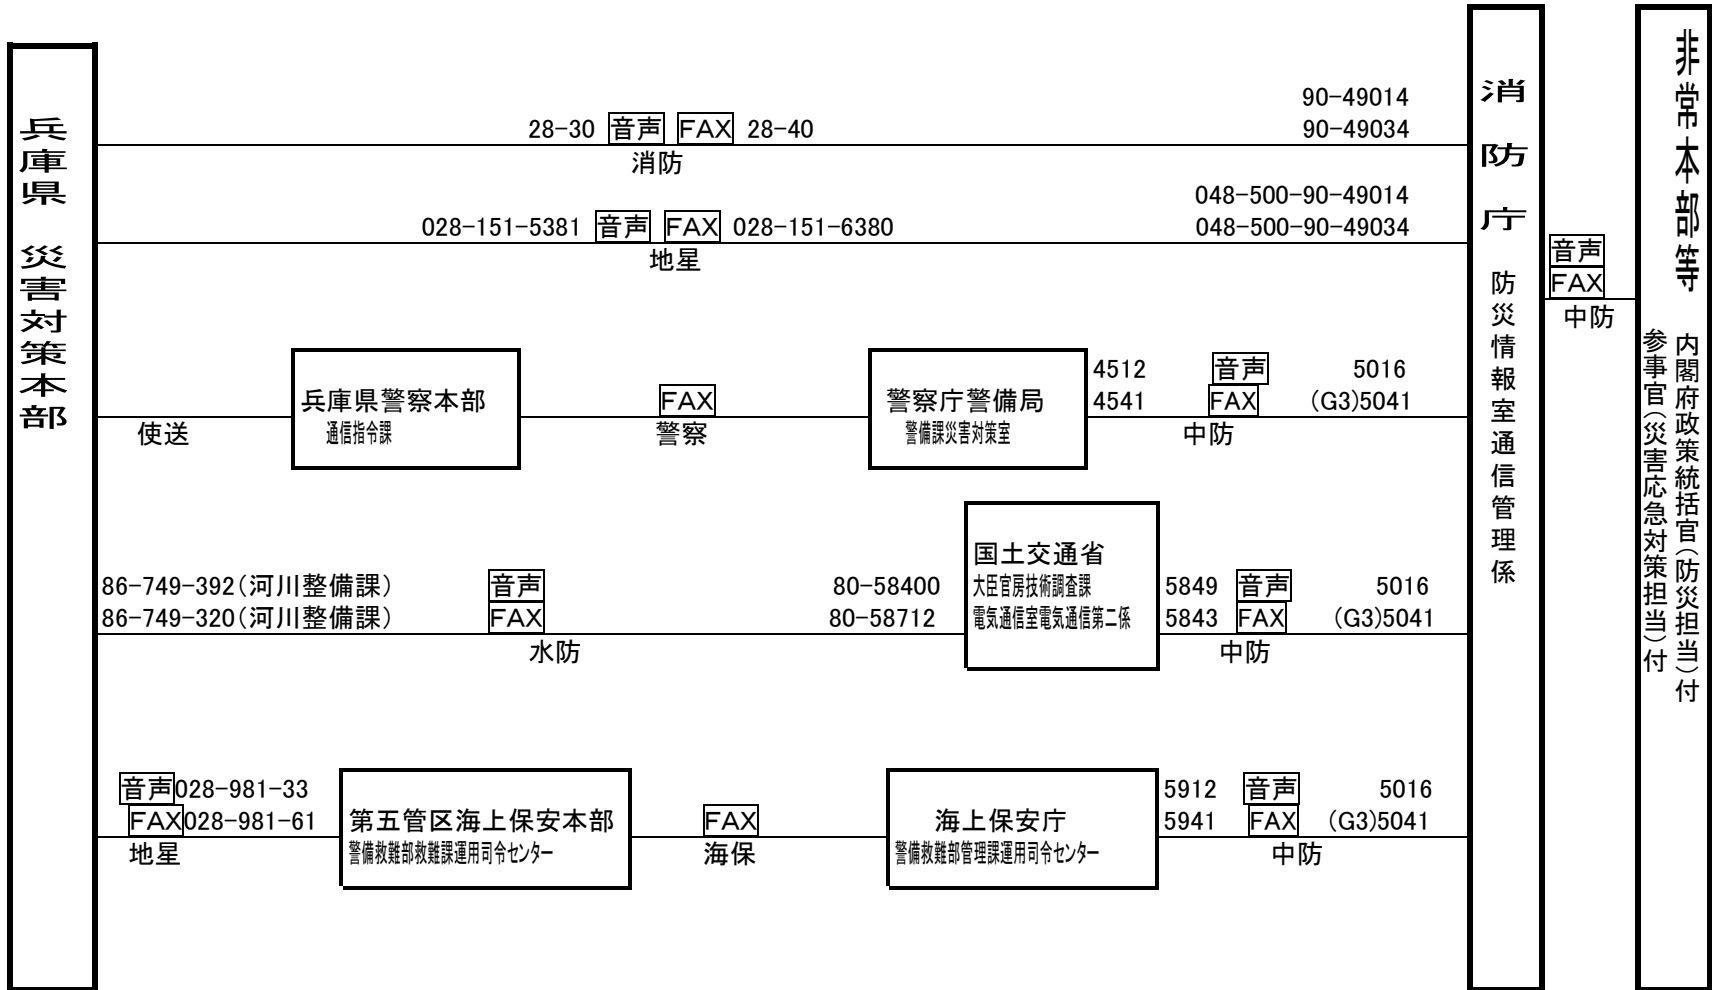 兵庫県 災害対策本部
28-30 音声 FAX 28-40
90-49014
90-49034
消防
028-151-5381 音声 FAX 028-151-6380
048-500-90-49014
048-500-90-49034
地星
使送
兵庫県警察本部
通信指令課
FAX
警察
警察庁警備局
警備課災害対策室
4512 音声 5016
4541 FAX (G3)5041
中防
86-749-392(河川整備課) 音声 80-58400
86-749-320(河川整備課) FAX 80-58712
水防
国土交通省
大臣官房技術調査課
電気通信室電気通信第二係
5849 音声 5016
5843 FAX (G3)5041
中防
音声028-981-33
FAX028-981-61
地星
第五管区海上保安本部
警備救難部救難課運用司令センター
FAX
海保
海上保安庁
警備救難部管理課運用司令センター
5912 音声 5016
5941 FAX (G3)5041
中防
消防庁 防災情報室通信管理係
音声
FAX
中防
非常本部等 内閣府政策統括官(防災担当)付
参事官(災害応急対策担当)付